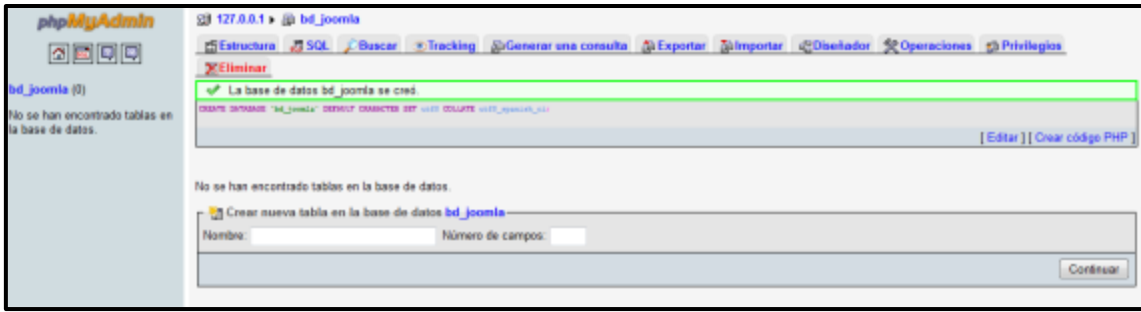 phpMyAdmin
127.0.0.1 ▸ bd_joomla
Estructura SQL Buscar Tracking Generar una consulta Exportar Importar Diseñador Operaciones Privilegios
Eliminar
bd_joomla (0)
No se han encontrado tablas en
la base de datos.
La base de datos bd_joomla se creó.
CREATE DATABASE `bd_joomla` DEFAULT CHARACTER SET utf8 COLLATE utf8_spanish_ci;
[ Editar ] [ Crear código PHP ]
No se han encontrado tablas en la base de datos.
Crear nueva tabla en la base de datos bd_joomla
Nombre: Número de campos:
Continuar